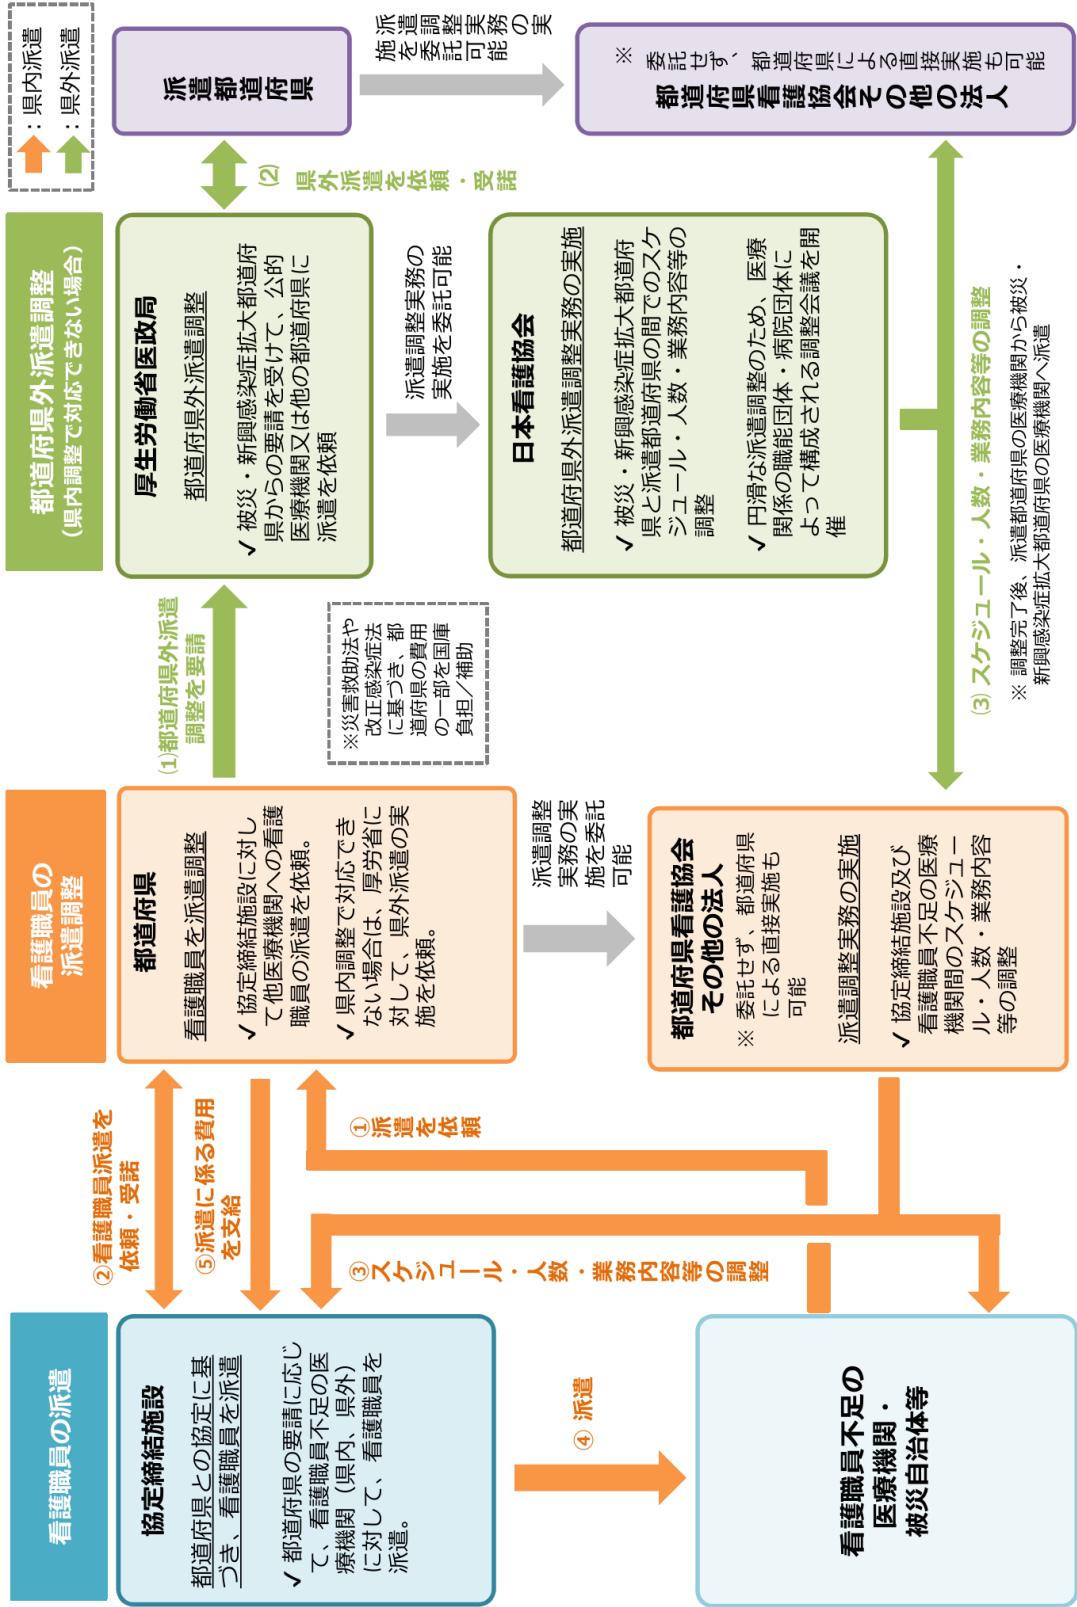 看護職員の派遣
協定締結施設
都道府県との協定に基
づき、看護職員を派遣
✓ 都道府県の要請に応じ
て、看護職員不足の医
療機関（県内、県外）
に対して、看護職員を
派遣。
④ 派遣
看護職員不足の
医療機関・
被災自治体等
②看護職員派遣を
依頼・受諾
⑤派遣に係る費用
を支給
①派遣を依頼
③スケジュール・人数・業務内容等の調整
看護職員の
派遣調整
都道府県
看護職員を派遣調整
✓ 協定締結施設に対し
て他医療機関への看護
職員の派遣を依頼。
✓ 県内調整で対応でき
ない場合は、厚労省に
対して、県外派遣の実
施を依頼。
派遣調整
実務の実
施を委託
可能
都道府県看護協会
その他の法人
※ 委託せず、都道府県
による直接実施も
可能
派遣調整実務の実施
✓ 協定締結施設及び
看護職員不足の医療
機関間のスケジュー
ル・人数・業務内容
等の調整
⑴都道府県外派遣
調整を要請
※災害救助法や
改正感染症法
に基づき、都
道府県の費用
の一部を国庫
負担／補助
都道府県外派遣調整
（県内調整で対応できない場合）
厚生労働省医政局
都道府県外派遣調整
✓ 被災・新興感染症拡大都道府
県からの要請を受けて、公的
医療機関又は他の都道府県に
派遣を依頼
派遣調整実務の
実施を委託可能
日本看護協会
都道府県外派遣調整実務の実施
✓ 被災・新興感染症拡大都道府
県と派遣都道府県の間でのスケ
ジュール・人数・業務内容等の
調整
✓ 円滑な派遣調整のため、医療
関係の職能団体・病院団体に
よって構成される調整会議を開
催
⑶ スケジュール・人数・業務内容等の調整
※ 調整完了後、派遣都道府県の医療機関から被災・
新興感染症拡大都道府県の医療機関へ派遣
：県内派遣
：県外派遣
⑵
県外派遣を依頼・受諾
派遣都道府県
派遣調整実務の実
施を委託可能
※
委託せず、都道府県による直接実施も可能
都道府県看護協会その他の法人